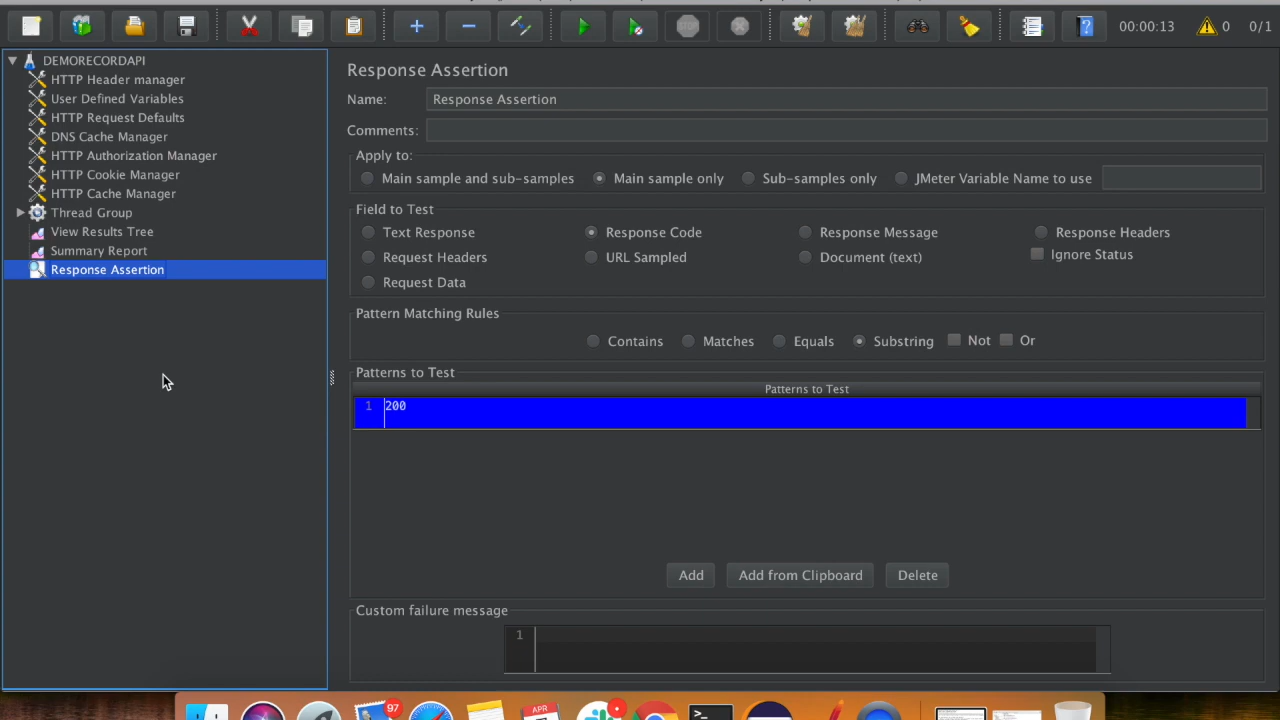 00:00:13
0
0/1
DEMORECORDAPI
HTTP Header manager
User Defined Variables
HTTP Request Defaults
DNS Cache Manager
HTTP Authorization Manager
HTTP Cookie Manager
HTTP Cache Manager
Thread Group
View Results Tree
Summary Report
Response Assertion
Response Assertion
Name: Response Assertion
Comments:
Apply to:
Main sample and sub-samples Main sample only Sub-samples only JMeter Variable Name to use
Field to Test
Text Response Response Code Response Message Response Headers
Request Headers URL Sampled Document (text) Ignore Status
Request Data
Pattern Matching Rules
Contains Matches Equals Substring Not Or
Patterns to Test
Patterns to Test
1 200
Add Add from Clipboard Delete
Custom failure message
1
97
APR